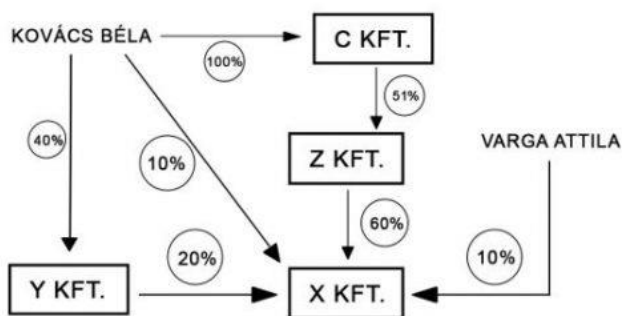 KOVÁCS BÉLA
C KFT.
100%
51%
40%
10%
Z KFT.
VARGA ATTILA
60%
20%
10%
Y KFT.
X KFT.